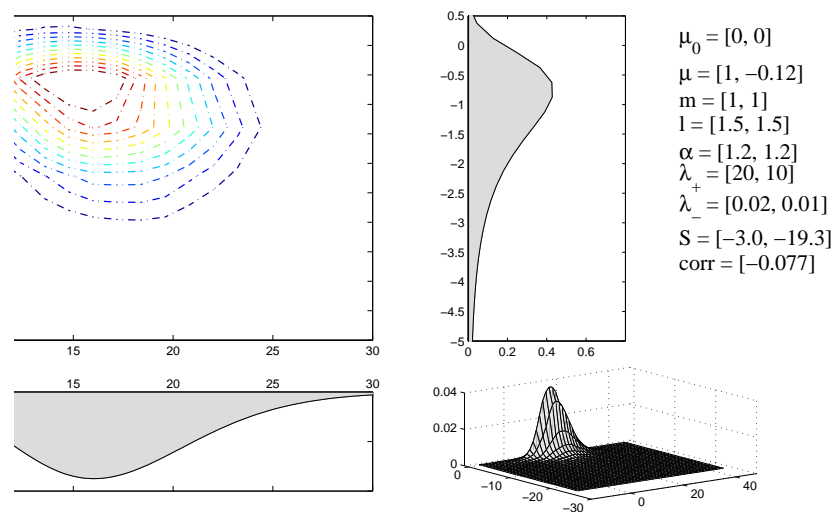 15 20 25 30
0.5
0
−0.5
−1
−1.5
−2
−2.5
−3
−3.5
−4
−4.5
−5
0 0.2 0.4 0.6
μ0 = [0, 0]
μ = [1, −0.12]
m = [1, 1]
l = [1.5, 1.5]
α = [1.2, 1.2]
λ+ = [20, 10]
λ− = [0.02, 0.01]
S = [−3.0, −19.3]
corr = [−0.077]
15 20 25 30
0.04
0.02
0
0
−10
−20
−30
0
20
40